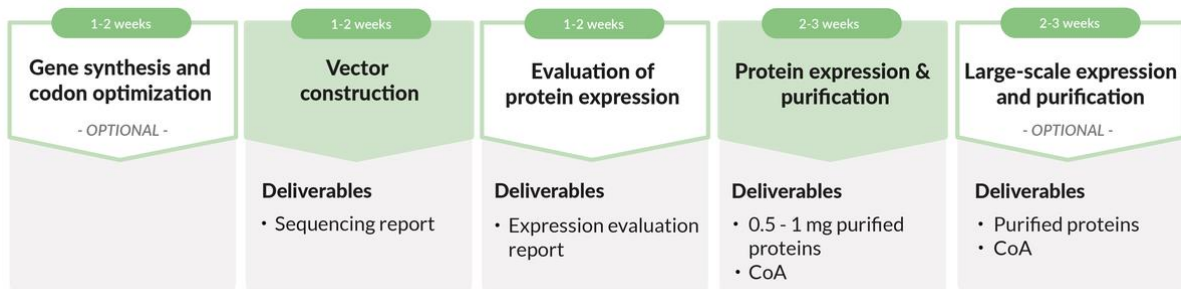 1-2 weeks
Gene synthesis and
codon optimization
- OPTIONAL -
1-2 weeks
Vector
construction
Deliverables
• Sequencing report
1-2 weeks
Evaluation of
protein expression
Deliverables
• Expression evaluation
report
2-3 weeks
Protein expression &
purification
Deliverables
• 0.5 - 1 mg purified
proteins
• CoA
2-3 weeks
Large-scale expression
and purification
- OPTIONAL -
Deliverables
• Purified proteins
• CoA